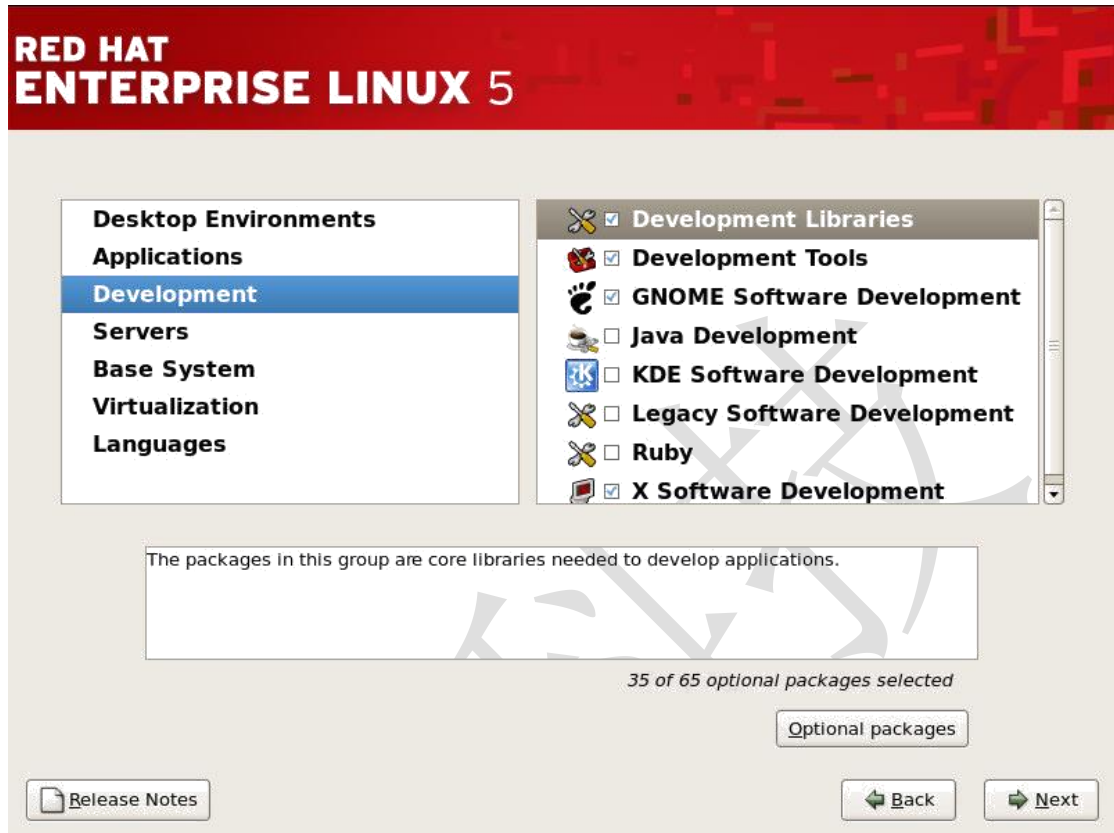 RED HAT
ENTERPRISE LINUX 5
Desktop Environments
Applications
Development
Servers
Base System
Virtualization
Languages
Development Libraries
Development Tools
GNOME Software Development
Java Development
KDE Software Development
Legacy Software Development
Ruby
X Software Development
The packages in this group are core libraries needed to develop applications.
35 of 65 optional packages selected
Optional packages
Release Notes
Back
Next